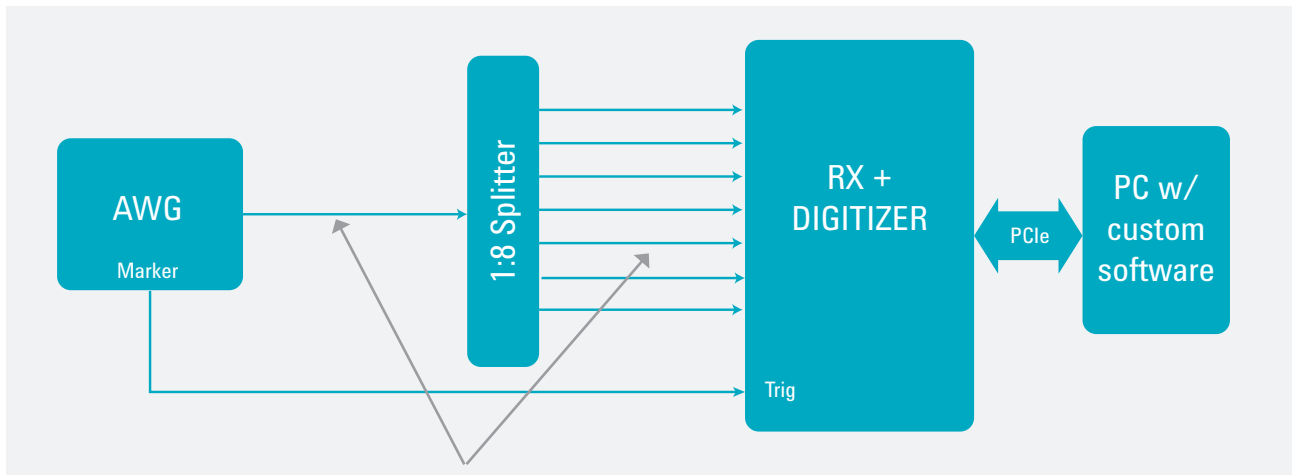 AWG
Marker
1:8 Splitter
RX +
DIGITIZER
Trig
PCIe
PC w/
custom
software